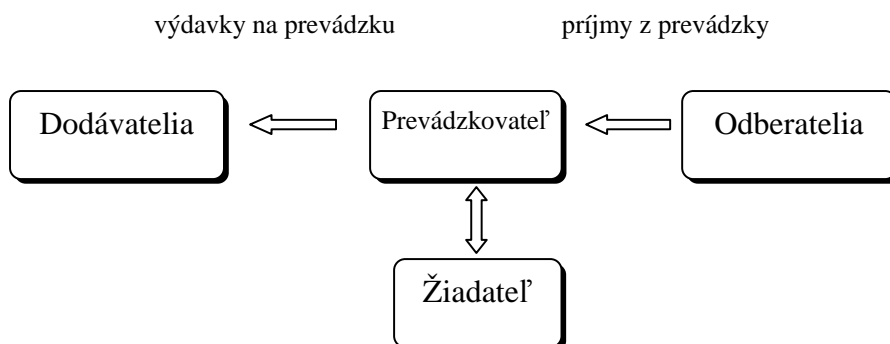 výdavky na prevádzku príjmy z prevádzky
Dodávatelia Prevádzkovateľ Odberatelia
Žiadateľ